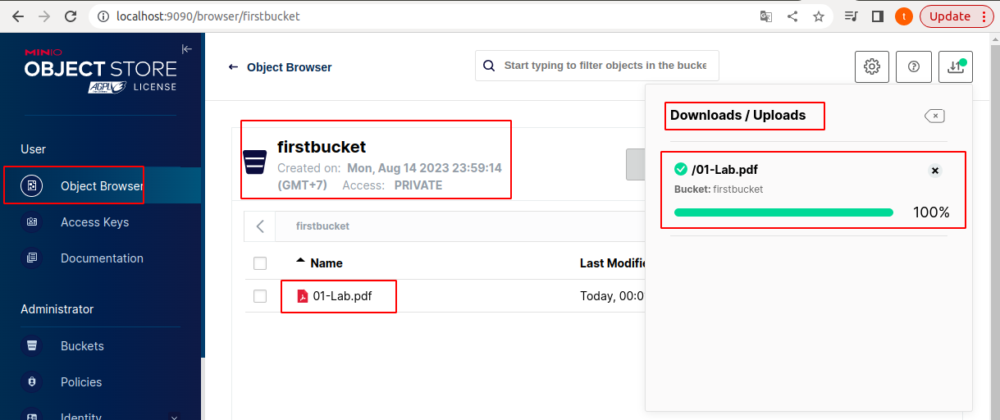 localhost:9090/browser/firstbucket
t
Update
MINIO
OBJECT STORE
AGPLv3 LICENSE
User
Object Browser
Access Keys
Documentation
Administrator
Buckets
Policies
Identity
Object Browser
Start typing to filter objects in the bucke
firstbucket
Created on: Mon, Aug 14 2023 23:59:14
(GMT+7) Access: PRIVATE
firstbucket
Name Last Modifie
01-Lab.pdf Today, 00:0
Downloads / Uploads
/01-Lab.pdf
Bucket: firstbucket
100%